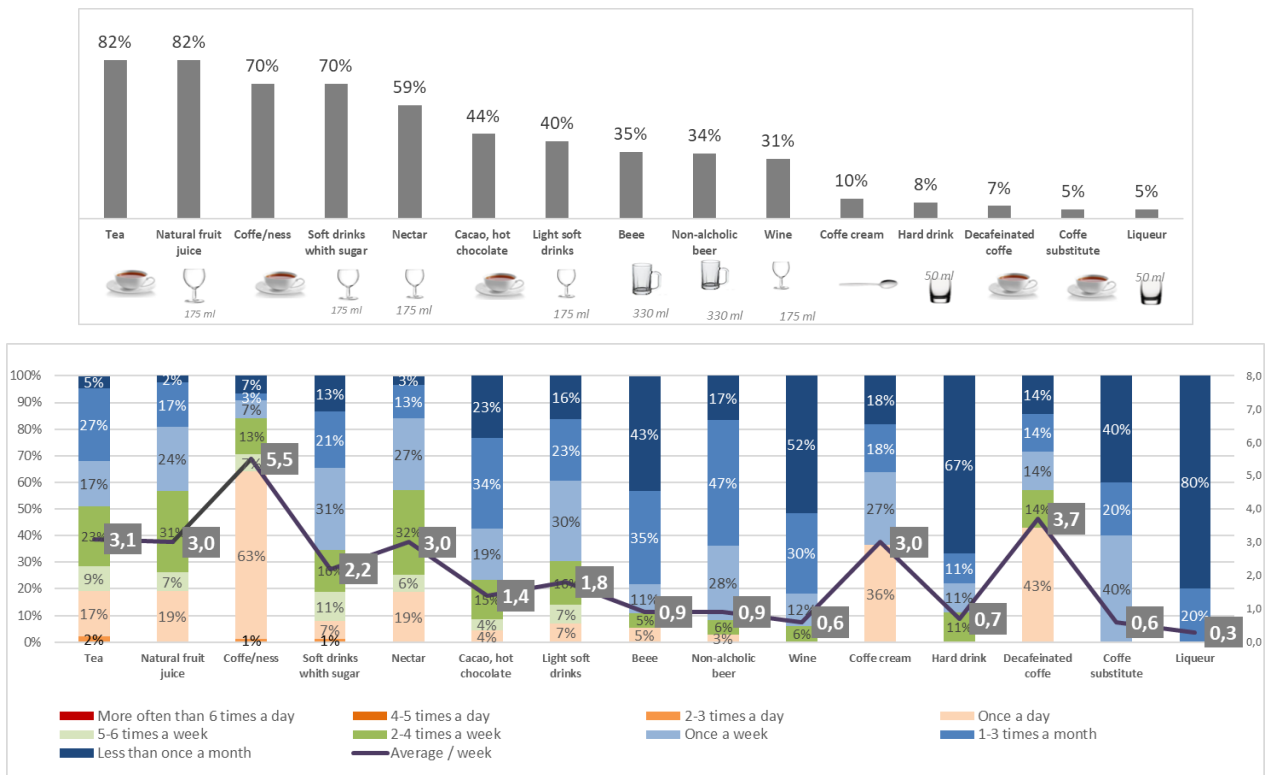 82% 82% 70% 70% 59% 44% 40% 35% 34% 31% 10% 8% 7% 5% 5%
Tea Natural fruit juice Coffe/ness Soft drinks whith sugar Nectar Cacao, hot chocolate Light soft drinks Beee Non-alcholic beer Wine Coffe cream Hard drink Decafeinated coffe Coffe substitute Liqueur
175 ml 175 ml 175 ml 175 ml 330 ml 330 ml 175 ml 50 ml 50 ml
100% 90% 80% 70% 60% 50% 40% 30% 20% 10% 0%
8,0 7,0 6,0 5,0 4,0 3,0 2,0 1,0 0,0
5% 27% 17% 23% 9% 17% 2%
2% 17% 24% 31% 7% 19%
7% 3% 7% 13% 63% 1%
13% 21% 31% 16% 11% 7% 1%
3% 13% 27% 32% 6% 19%
23% 34% 19% 15% 4% 4%
16% 23% 30% 16% 7% 7%
43% 35% 11% 5% 5%
17% 47% 28% 6% 3%
52% 30% 12% 6%
18% 18% 27% 36%
67% 11% 11% 11%
14% 14% 14% 14% 43%
40% 20% 40%
80% 20%
3,1 3,0 5,5 2,2 3,0 1,4 1,8 0,9 0,9 0,6 3,0 0,7 3,7 0,6 0,3
Tea Natural fruit juice Coffe/ness Soft drinks whith sugar Nectar Cacao, hot chocolate Light soft drinks Beee Non-alcholic beer Wine Coffe cream Hard drink Decafeinated coffe Coffe substitute Liqueur
More often than 6 times a day 4-5 times a day 2-3 times a day Once a day
5-6 times a week 2-4 times a week Once a week 1-3 times a month
Less than once a month Average / week